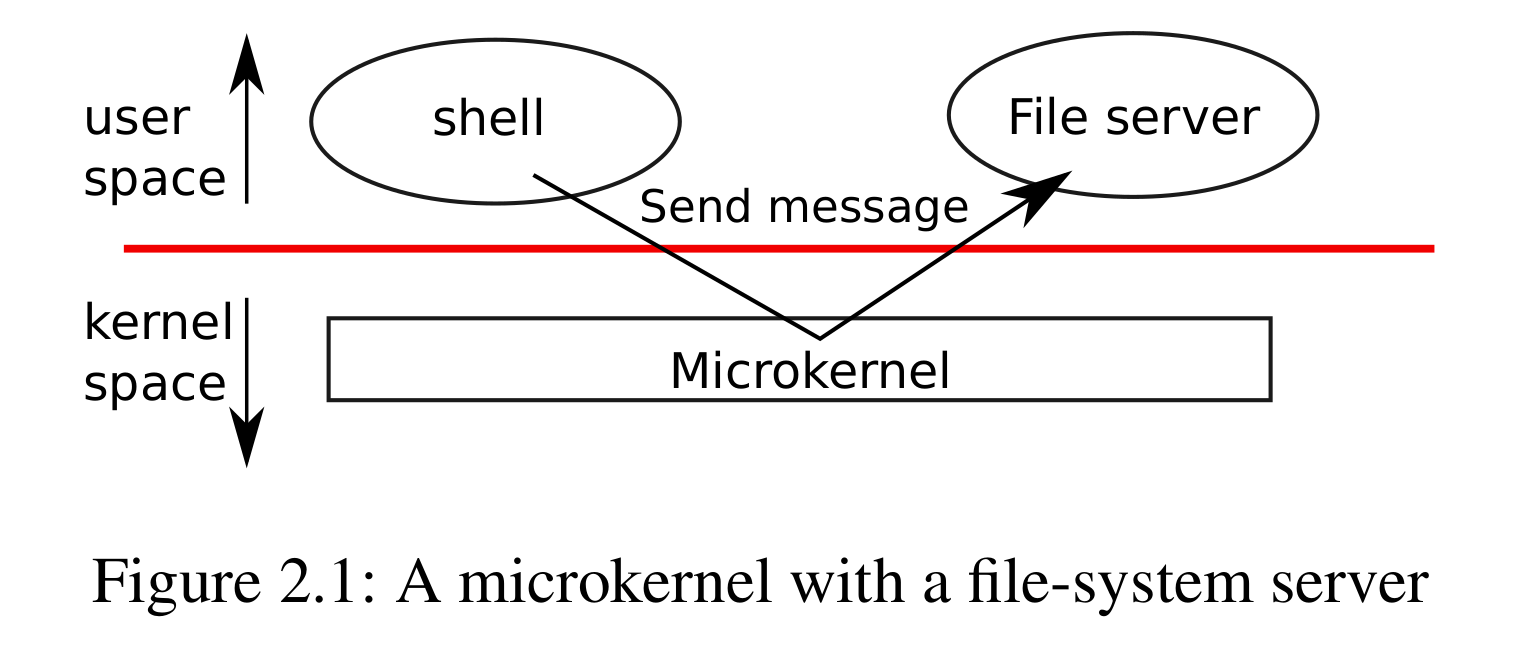 shell
File server
user
space
Send message
kernel
space
Microkernel
Figure 2.1: A microkernel with a file-system server